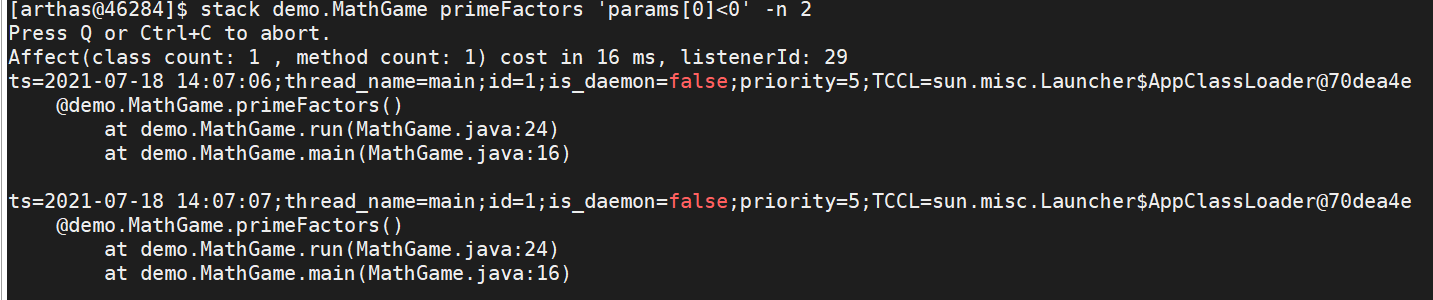 [arthas@46284]$ stack demo.MathGame primeFactors 'params[0]<0' -n 2
Press Q or Ctrl+C to abort.
Affect(class count: 1 , method count: 1) cost in 16 ms, listenerId: 29
ts=2021-07-18 14:07:06;thread_name=main;id=1;is_daemon=false;priority=5;TCCL=sun.misc.Launcher$AppClassLoader@70dea4e
    @demo.MathGame.primeFactors()
        at demo.MathGame.run(MathGame.java:24)
        at demo.MathGame.main(MathGame.java:16)

ts=2021-07-18 14:07:07;thread_name=main;id=1;is_daemon=false;priority=5;TCCL=sun.misc.Launcher$AppClassLoader@70dea4e
    @demo.MathGame.primeFactors()
        at demo.MathGame.run(MathGame.java:24)
        at demo.MathGame.main(MathGame.java:16)